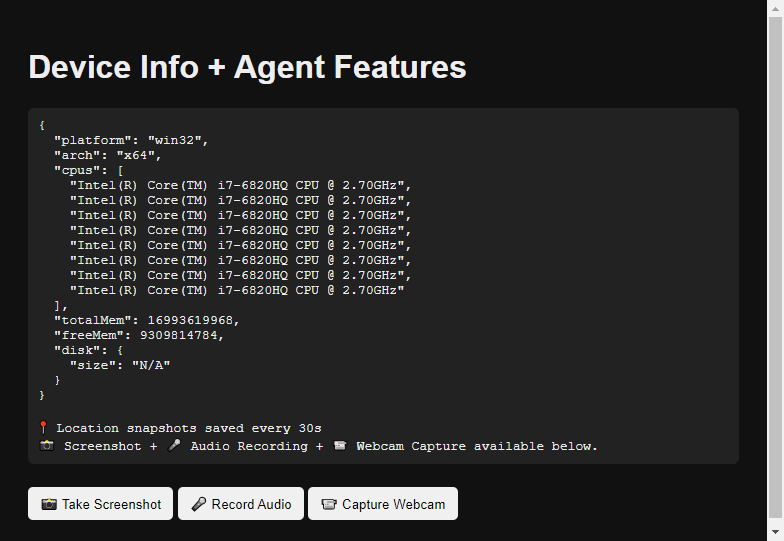 Device Info + Agent Features
{
  "platform": "win32",
  "arch": "x64",
  "cpus": [
    "Intel(R) Core(TM) i7-6820HQ CPU @ 2.70GHz",
    "Intel(R) Core(TM) i7-6820HQ CPU @ 2.70GHz",
    "Intel(R) Core(TM) i7-6820HQ CPU @ 2.70GHz",
    "Intel(R) Core(TM) i7-6820HQ CPU @ 2.70GHz",
    "Intel(R) Core(TM) i7-6820HQ CPU @ 2.70GHz",
    "Intel(R) Core(TM) i7-6820HQ CPU @ 2.70GHz",
    "Intel(R) Core(TM) i7-6820HQ CPU @ 2.70GHz",
    "Intel(R) Core(TM) i7-6820HQ CPU @ 2.70GHz"
  ],
  "totalMem": 16993619968,
  "freeMem": 9309814784,
  "disk": {
    "size": "N/A"
  }
}
📍 Location snapshots saved every 30s
📸 Screenshot + 🎤 Audio Recording + 📹 Webcam Capture available below.
📸 Take Screenshot 🎤 Record Audio 📹 Capture Webcam